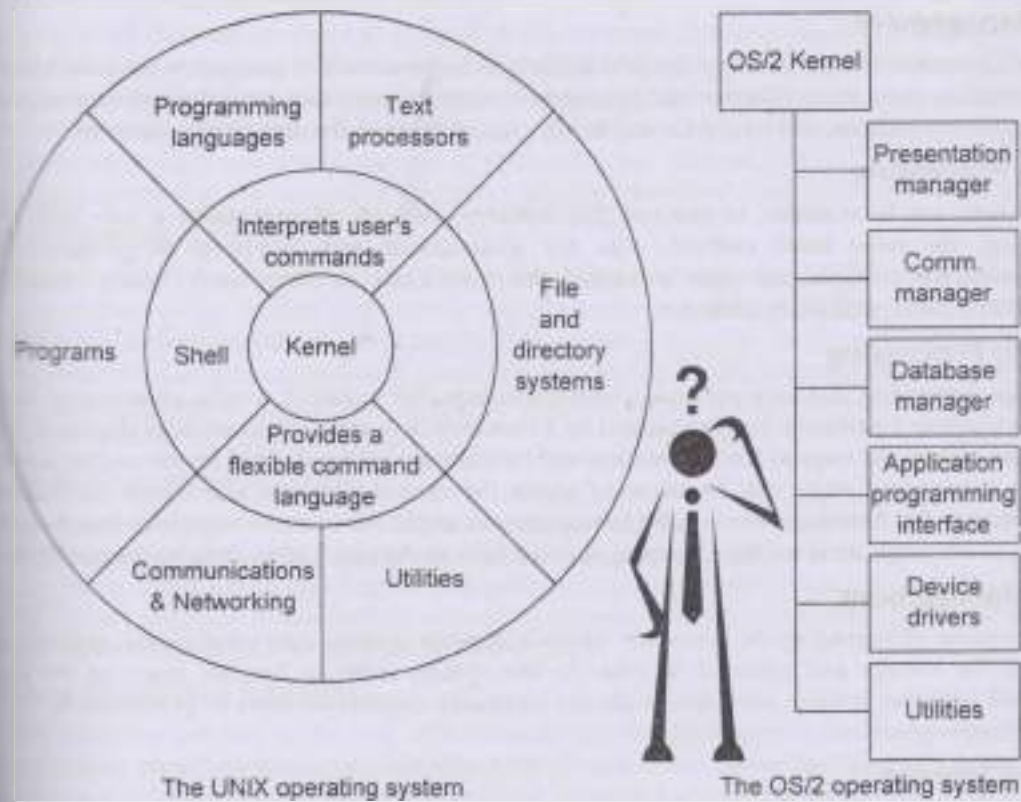 Programming
languages
Text
processors
Interprets user's
commands
File
and
directory
systems
Programs
Shell
Kernel
Provides a
flexible command
language
Communications
& Networking
Utilities
The UNIX operating system
?
OS/2 Kernel
Presentation
manager
Comm.
manager
Database
manager
Application
programming
interface
Device
drivers
Utilities
The OS/2 operating system